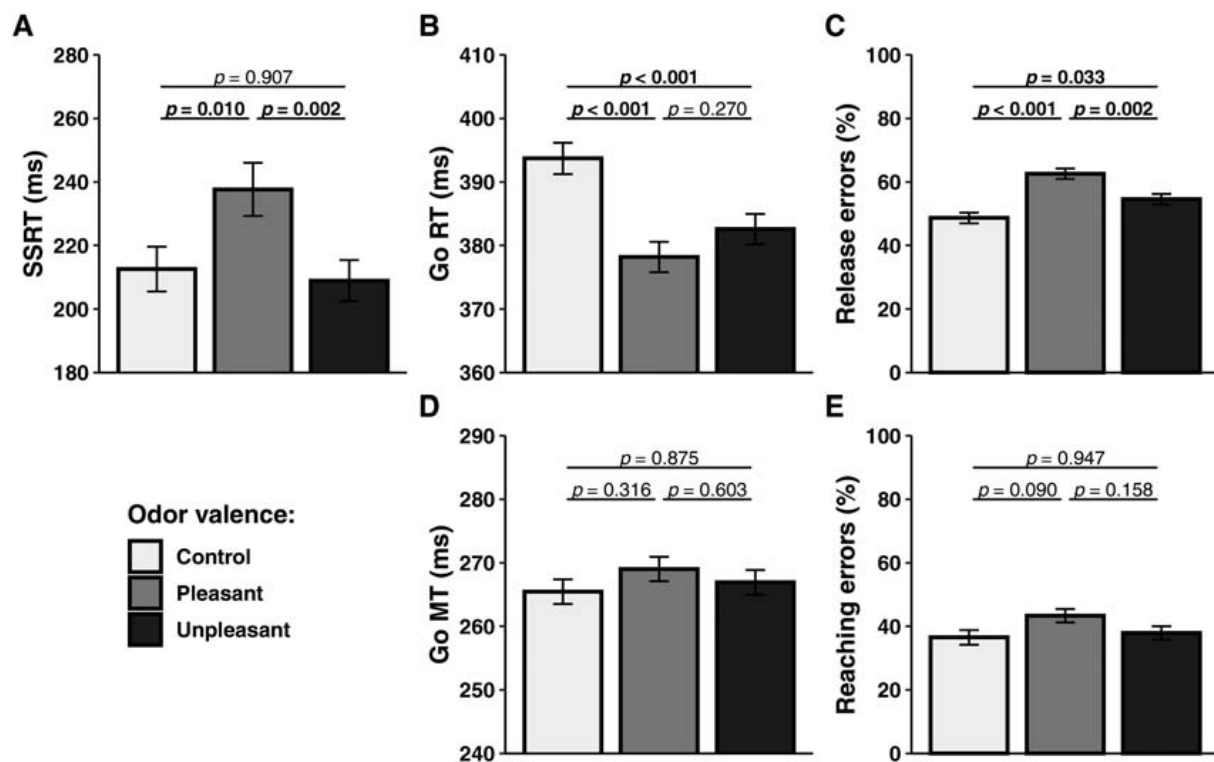 A
SSRT (ms)
280
260
240
220
200
180
p = 0.907
p = 0.010 p = 0.002
B
Go RT (ms)
410
400
390
380
370
360
p < 0.001
p < 0.001 p = 0.270
C
Release errors (%)
100
80
60
40
20
0
p = 0.033
p < 0.001 p = 0.002
Odor valence:
Control
Pleasant
Unpleasant
D
Go MT (ms)
290
280
270
260
250
240
p = 0.875
p = 0.316 p = 0.603
E
Reaching errors (%)
100
80
60
40
20
0
p = 0.947
p = 0.090 p = 0.158